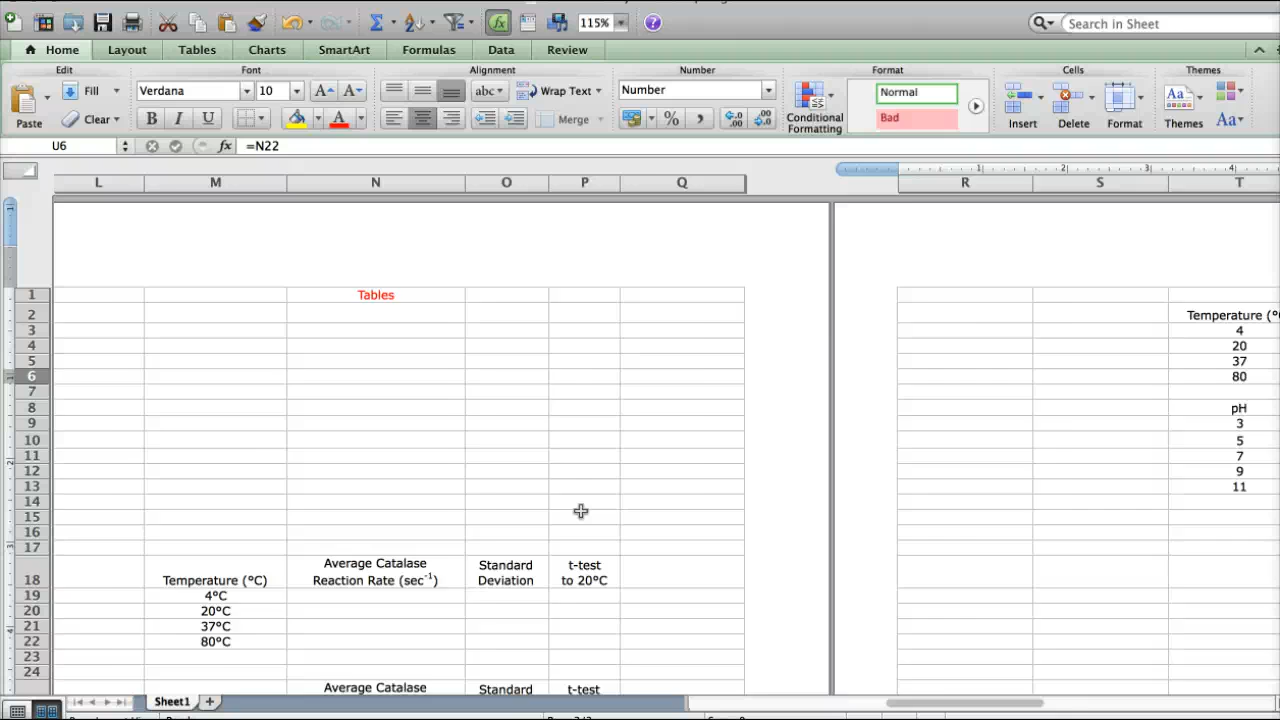 115%
Search in Sheet
Home Layout Tables Charts SmartArt Formulas Data Review
Edit Font Alignment Number Format Cells Themes
Fill Verdana 10 abc Wrap Text Number Normal
Paste Clear B I U A Merge % Conditional Formatting Bad Insert Delete Format Themes Aa
U6 fx =N22
L M N O P Q R S T
1 Tables
2 Temperature (°
3 4
4 20
5 37
6 80
7
8 pH
9 3
10 5
11 7
12 9
13 11
14
15
16
17
18 Temperature (°C) Average Catalase Reaction Rate (sec-1) Standard Deviation t-test to 20°C
19 4°C
20 20°C
21 37°C
22 80°C
23
24
Average Catalase Standard t-test
Sheet1